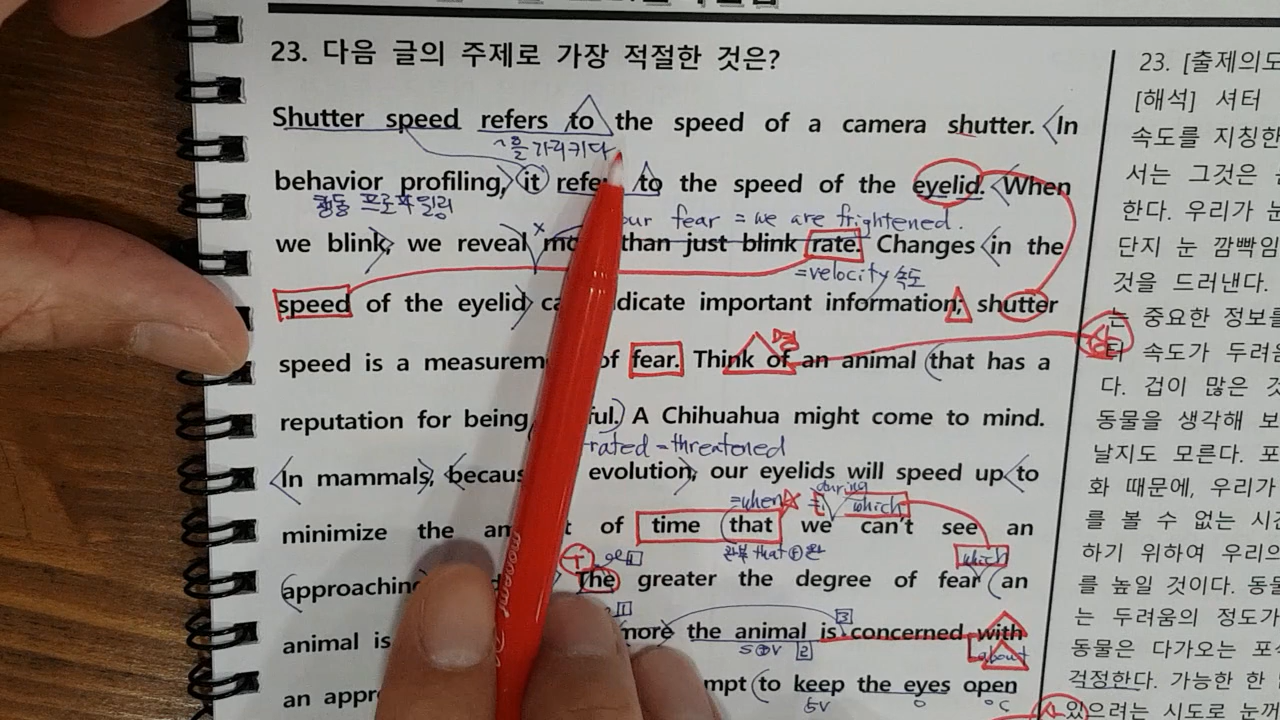 23. 다음 글의 주제로 가장 적절한 것은?
Shutter speed refers to the speed of a camera shutter. In
~을 가리키다
behavior profiling, it refer to the speed of the eyelid. When
행동 프로파일링
our fear = we are frightened.
we blink, we reveal mo than just blink rate. Changes in the
=velocity 속도
speed of the eyelid ca dicate important information; shutter
speed is a measurem of fear. Think of an animal that has a
reputation for being ful. A Chihuahua might come to mind.
rated = threatened
In mammals, becaus evolution, our eyelids will speed up to
=when during which
minimize the am t of time that we can't see an
which
approaching The greater the degree of fear an
animal is more the animal is concerned with
S V 2 about
an appr mpt to keep the eyes open
23. [출제의도
[해석] 셔터
속도를 지칭한
서는 그것은
한다. 우리가 눈
단지 눈 깜빡임
것을 드러낸다.
는 중요한 정보를
터 속도가 두려움
다. 겁이 많은 것
동물을 생각해 보
날지도 모른다. 포
화 때문에, 우리가
를 볼 수 없는 시간
하기 위하여 우리의
를 높일 것이다. 동물
는 두려움의 정도가
동물은 다가오는 포식
걱정한다. 가능한 한
있으려는 시도로 눈꺼